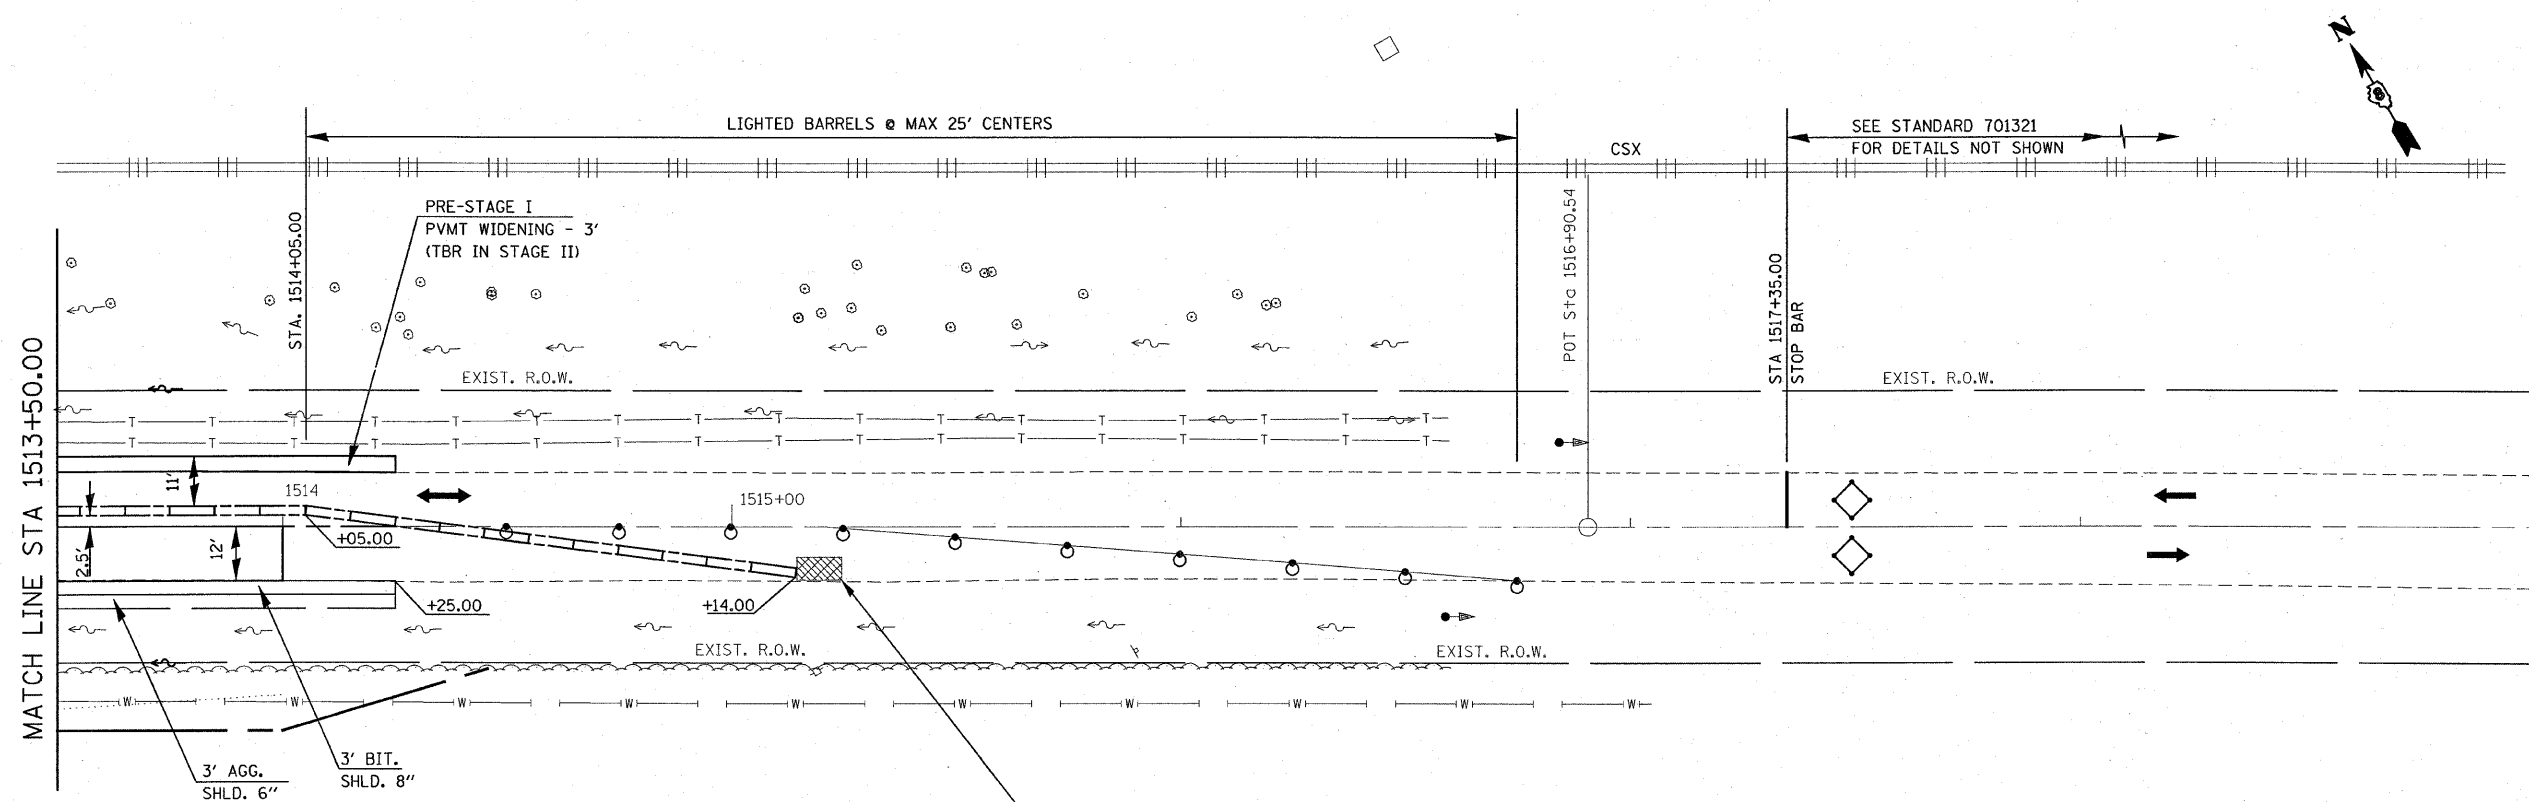 N
8
LIGHTED BARRELS @ MAX 25' CENTERS
SEE STANDARD 701321
FOR DETAILS NOT SHOWN
CSX
PRE-STAGE I
PVMT WIDENING - 3'
(TBR IN STAGE II)
STA. 1514+05.00
POT Sta 1516+90.54
STA 1517+35.00
STOP BAR
EXIST. R.O.W.
EXIST. R.O.W.
T T T T T T T T T T T T T T T T T
T T T T T T T T T T T T T T T T T
MATCH LINE STA 1513+50.00
11'
1514
1515+00
+05.00
2.5'
12'
+25.00
+14.00
EXIST. R.O.W.
EXIST. R.O.W.
W W W W W W W W W W
3' AGG.
SHLD. 6"
3' BIT.
SHLD. 8"